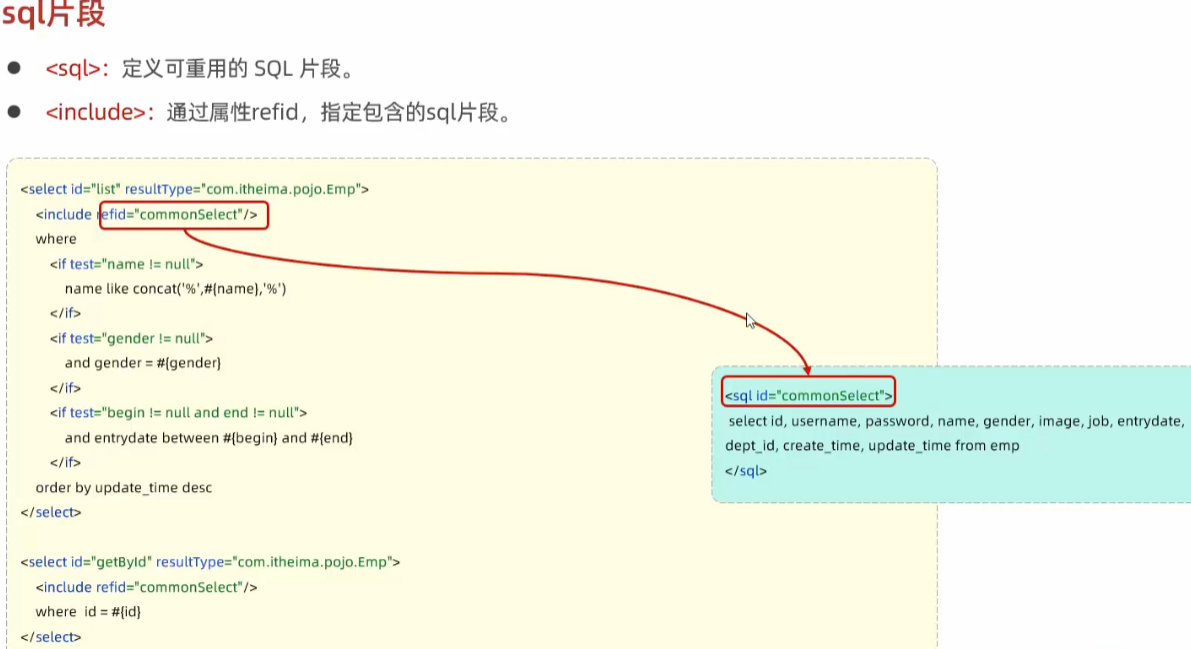 sql片段
● <sql>：定义可重用的 SQL 片段。
● <include>：通过属性refid，指定包含的sql片段。
<select id="list" resultType="com.itheima.pojo.Emp">
<include refid="commonSelect"/>
where
<if test="name != null">
name like concat('%',#{name},'%')
</if>
<if test="gender != null">
and gender = #{gender}
</if>
<if test="begin != null and end != null">
and entrydate between #{begin} and #{end}
</if>
order by update_time desc
</select>
<select id="getById" resultType="com.itheima.pojo.Emp">
<include refid="commonSelect"/>
where id = #{id}
</select>
<sql id="commonSelect">
select id, username, password, name, gender, image, job, entrydate,
dept_id, create_time, update_time from emp
</sql>